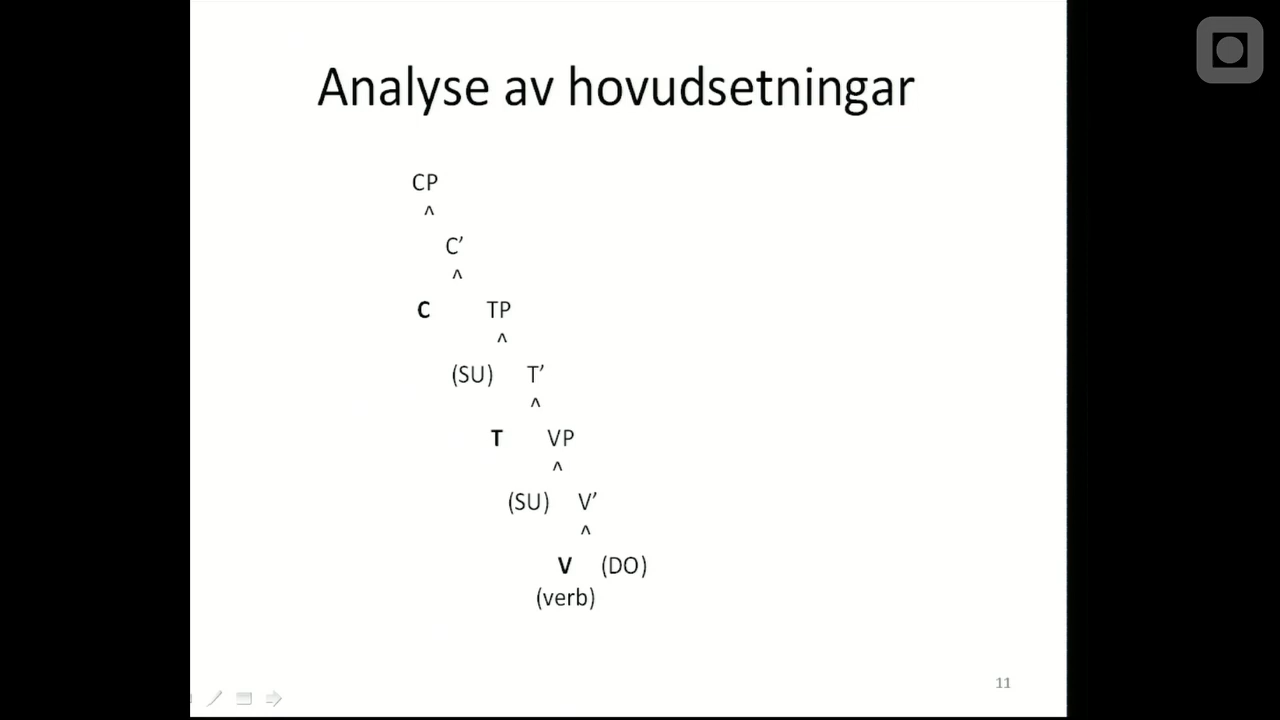 Analyse av hovudsetningar
CP
^
C’
^
C TP
^
(SU) T’
^
T VP
^
(SU) V’
^
V (DO)
(verb)
11